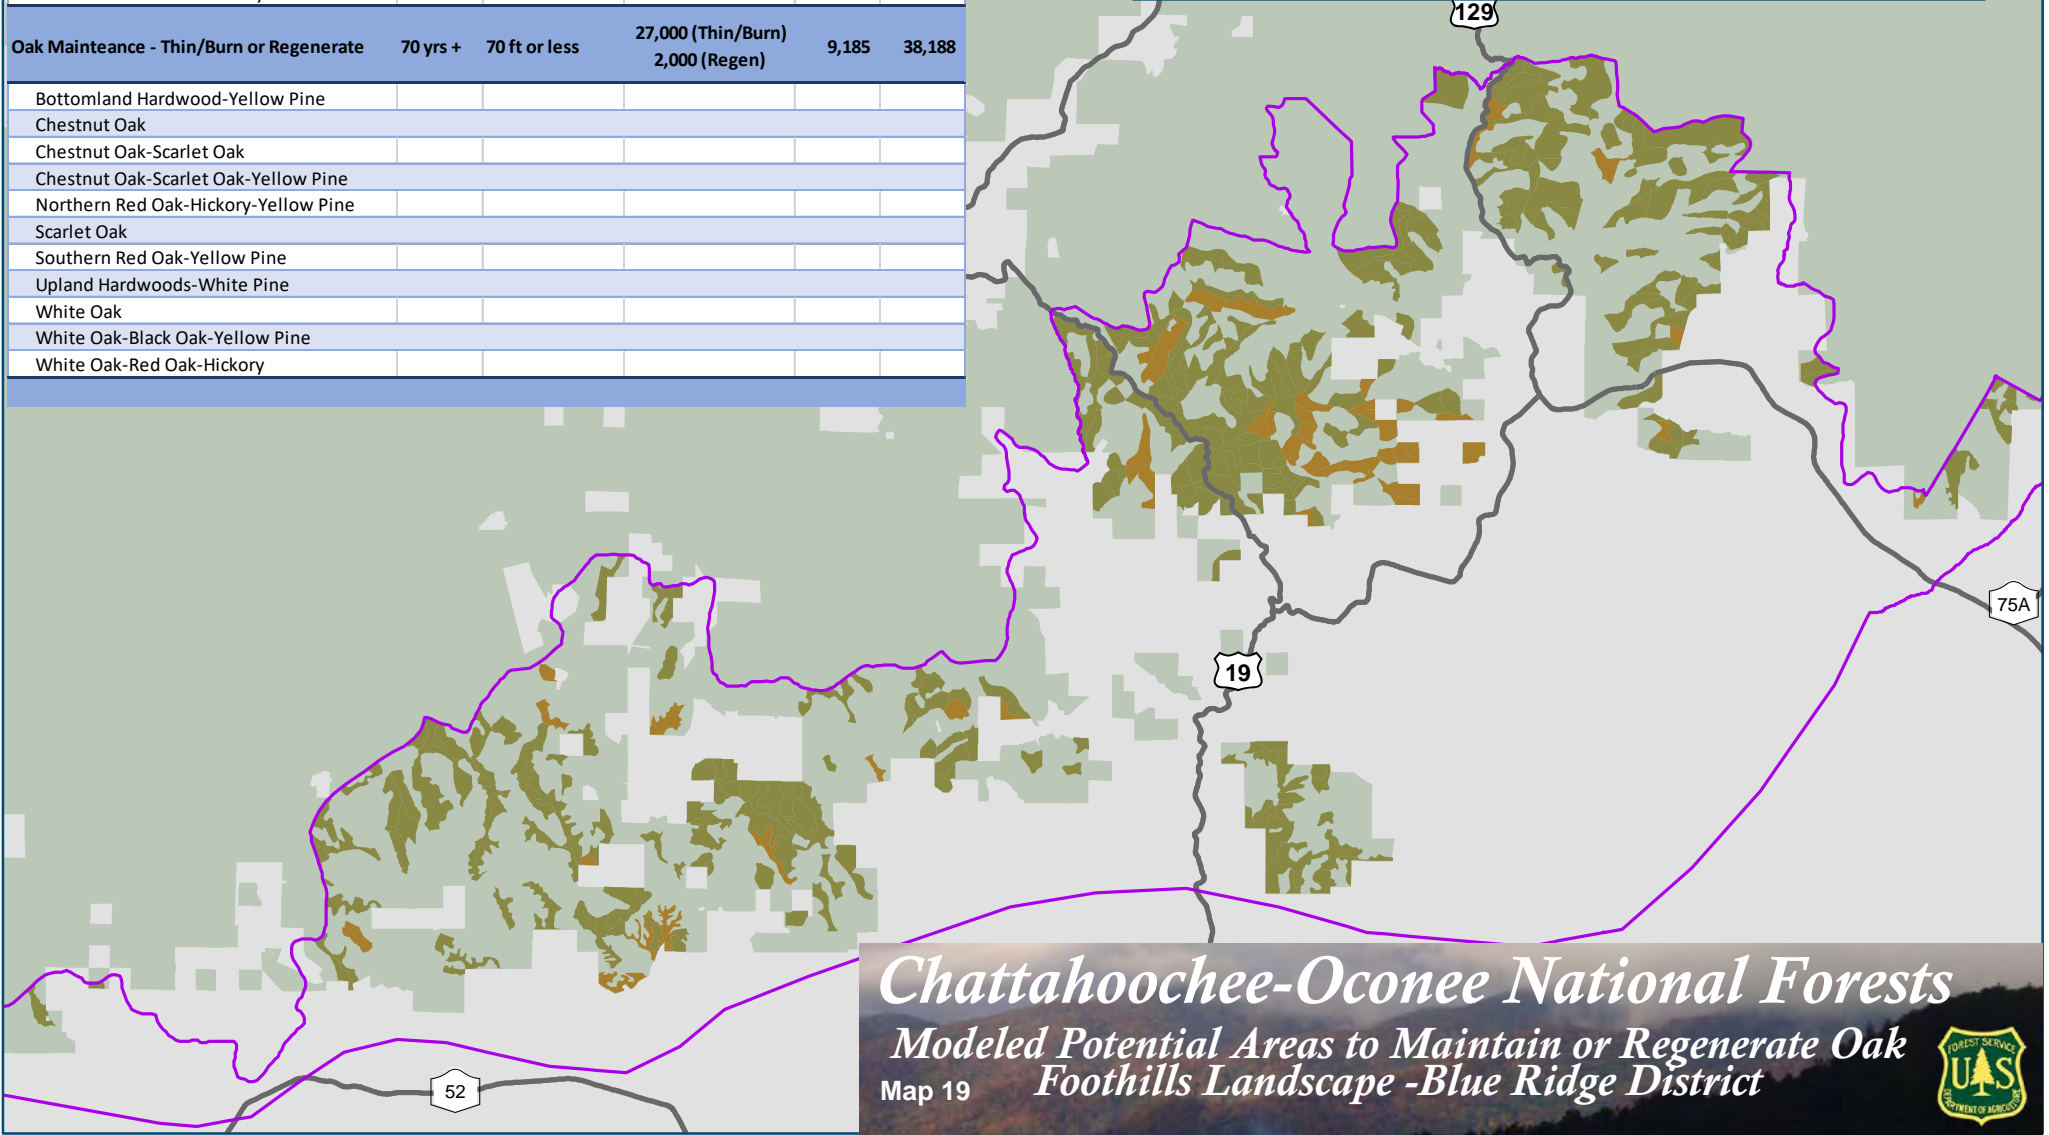 Oak Mainteance - Thin/Burn or Regenerate 70 yrs + 70 ft or less 27,000 (Thin/Burn) 2,000 (Regen) 9,185 38,188
Bottomland Hardwood-Yellow Pine
Chestnut Oak
Chestnut Oak-Scarlet Oak
Chestnut Oak-Scarlet Oak-Yellow Pine
Northern Red Oak-Hickory-Yellow Pine
Scarlet Oak
Southern Red Oak-Yellow Pine
Upland Hardwoods-White Pine
White Oak
White Oak-Black Oak-Yellow Pine
White Oak-Red Oak-Hickory
129
75A
19
52
Chattahoochee-Oconee National Forests
Modeled Potential Areas to Maintain or Regenerate Oak
Map 19 Foothills Landscape -Blue Ridge District
FOREST SERVICE
U S
DEPARTMENT OF AGRICULTURE